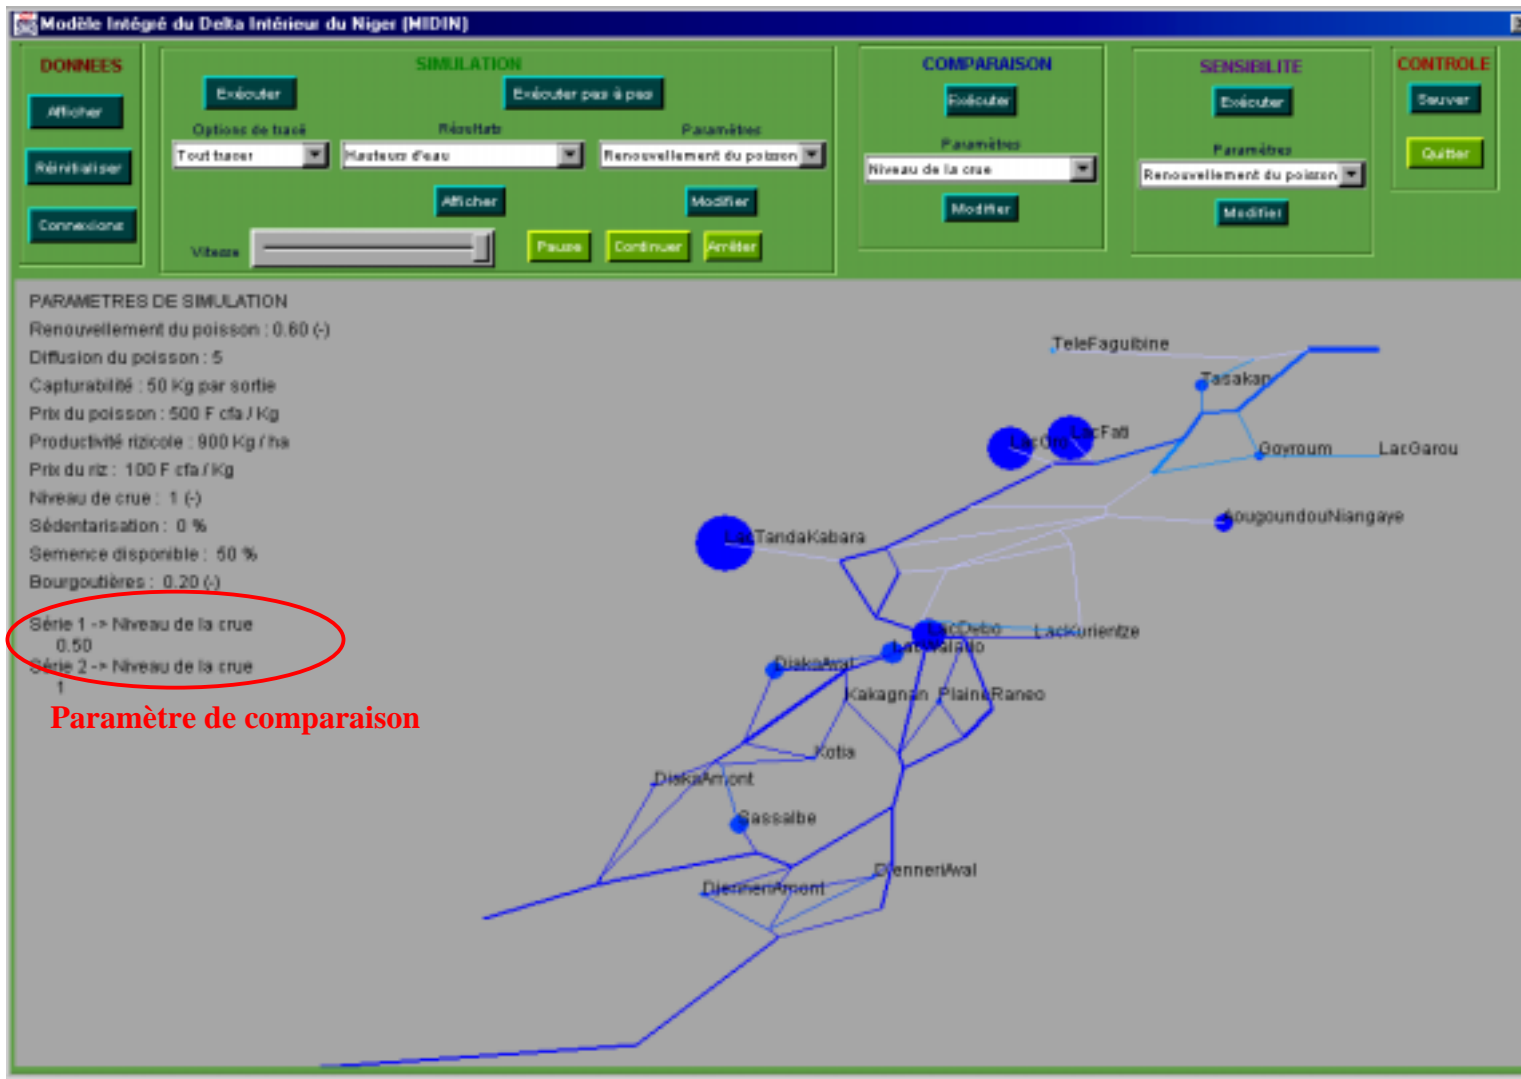 Modèle Intégré du Delta Intérieur du Niger (MIDIN)
DONNEES
Afficher
Réinitialiser
Connexions
SIMULATION
Exécuter
Exécuter pas à pas
Options de tracé
Résultats
Paramètres
Tout tracer
Hauteurs d'eau
Renouvellement du poisson
Afficher
Modifier
Vitesse
Pause
Continuer
Arrêter
COMPARAISON
Exécuter
Paramètres
Niveau de la crue
Modifier
SENSIBILITE
Exécuter
Paramètres
Renouvellement du poisson
Modifier
CONTROLE
Sauver
Quitter
PARAMETRES DE SIMULATION
Renouvellement du poisson : 0.60 (-)
Diffusion du poisson : 5
Capturabilité : 50 Kg par sortie
Prix du poisson : 500 F cfa / Kg
Productivité rizicole : 900 Kg / ha
Prix du riz : 100 F cfa / Kg
Niveau de crue : 1 (-)
Sédentarisation : 0 %
Semence disponible : 50 %
Bourgoutières : 0.20 (-)
Série 1 -> Niveau de la crue
0.50
Série 2 -> Niveau de la crue
1
Paramètre de comparaison
TeleFaguibine
Tasakan
LacOro
LacFati
Goyroum
LacGarou
AougoundouNiangaye
LacTandaKabara
LacDebo
LacKurientze
LacWalado
DiakaAval
Kakagnan
PlaineRaneo
Kotia
DiakaAmont
Gassalbe
DjenneriAval
DjenneriAmont